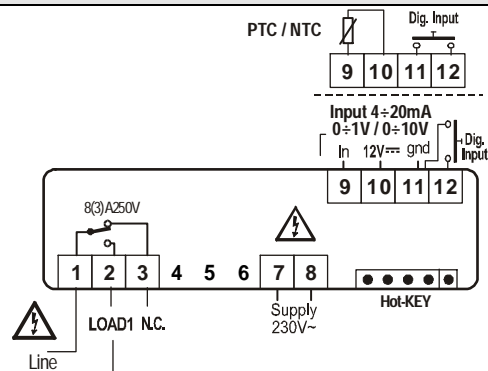 PTC / NTC
Dig. Input
9 10 11 12
Input 4÷20mA
0÷1V / 0÷10V
In 12V gnd
Dig.
Input
9 10 11 12
8(3)A250V
1 2 3 4 5 6 7 8
Hot-KEY
LOAD1 N.C.
Supply
230V~
Line